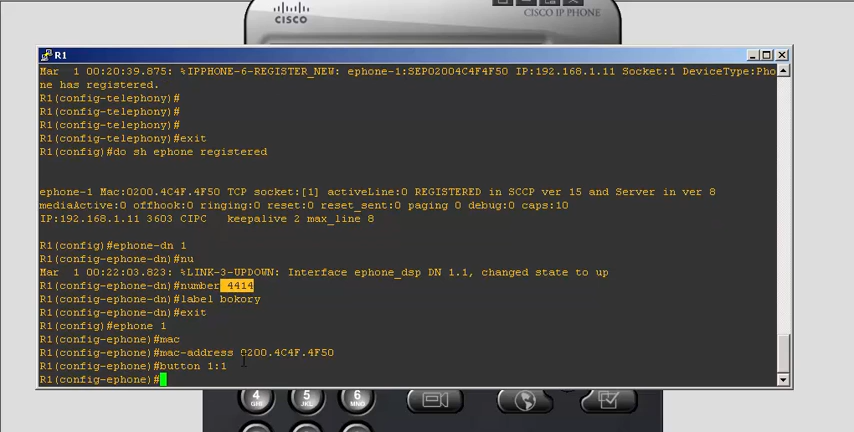 CISCO
CISCO IP PHONE
R1
Mar  1 00:20:39.875: %IPPHONE-6-REGISTER_NEW: ephone-1:SEP02004C4F4F50 IP:192.168.1.11 Socket:1 DeviceType:Pho
ne has registered.
R1(config-telephony)#
R1(config-telephony)#
R1(config-telephony)#
R1(config-telephony)#exit
R1(config)#do sh ephone registered
ephone-1 Mac:0200.4C4F.4F50 TCP socket:[1] activeLine:0 REGISTERED in SCCP ver 15 and Server in ver 8
mediaActive:0 offhook:0 ringing:0 reset:0 reset_sent:0 paging 0 debug:0 caps:10
IP:192.168.1.11 3603 CIPC   keepalive 2 max_line 8
R1(config)#ephone-dn 1
R1(config-ephone-dn)#nu
Mar  1 00:22:03.823: %LINK-3-UPDOWN: Interface ephone_dsp DN 1.1, changed state to up
R1(config-ephone-dn)#number 4414
R1(config-ephone-dn)#label bokory
R1(config-ephone-dn)#exit
R1(config)#ephone 1
R1(config-ephone)#mac
R1(config-ephone)#mac-address 0200.4C4F.4F50
R1(config-ephone)#button 1:1
R1(config-ephone)#
4 5 6
GHI JKL MNO